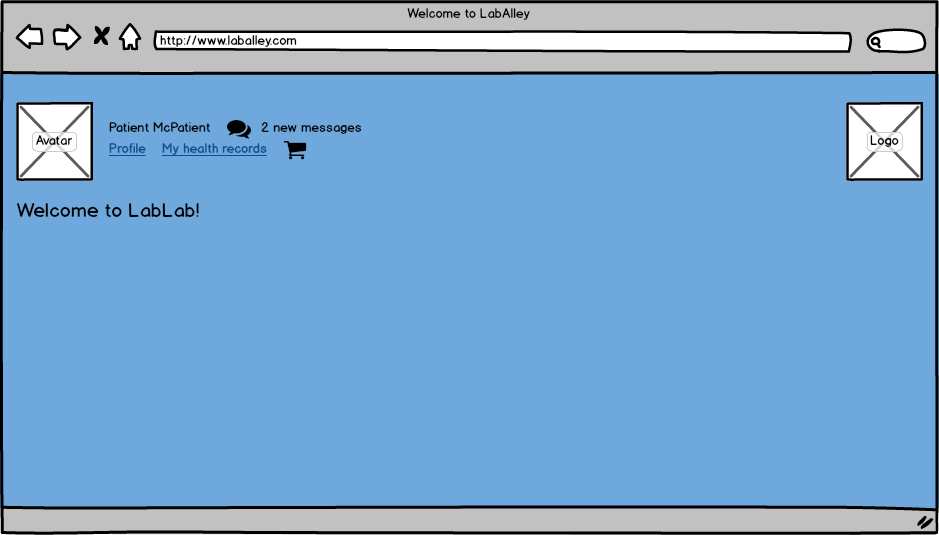 Welcome to LabAlley
http://www.laballey.com
Avatar
Patient McPatient
2 new messages
Profile
My health records
Logo
Welcome to LabLab!